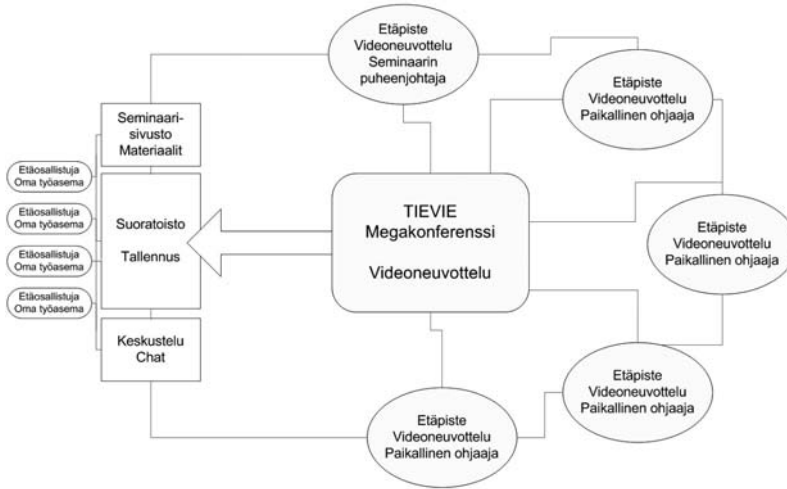 Etäpiste
Videoneuvottelu
Seminaarin
puheenjohtaja
Etäpiste
Videoneuvottelu
Paikallinen ohjaaja
Seminaari-
sivusto
Materiaalit
Etäosallistuja
Oma työasema
Etäosallistuja
Oma työasema
Etäosallistuja
Oma työasema
Etäosallistuja
Oma työasema
Suoratoisto
Tallennus
Keskustelu
Chat
TIEVIE
Megakonferenssi
Videoneuvottelu
Etäpiste
Videoneuvottelu
Paikallinen ohjaaja
Etäpiste
Videoneuvottelu
Paikallinen ohjaaja
Etäpiste
Videoneuvottelu
Paikallinen ohjaaja